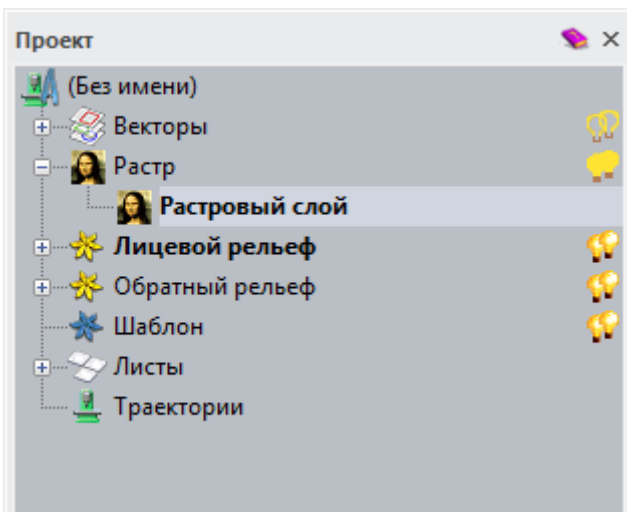 Проект
(Без имени)
Векторы
Растр
Растровый слой
Лицевой рельеф
Обратный рельеф
Шаблон
Листы
Траектории